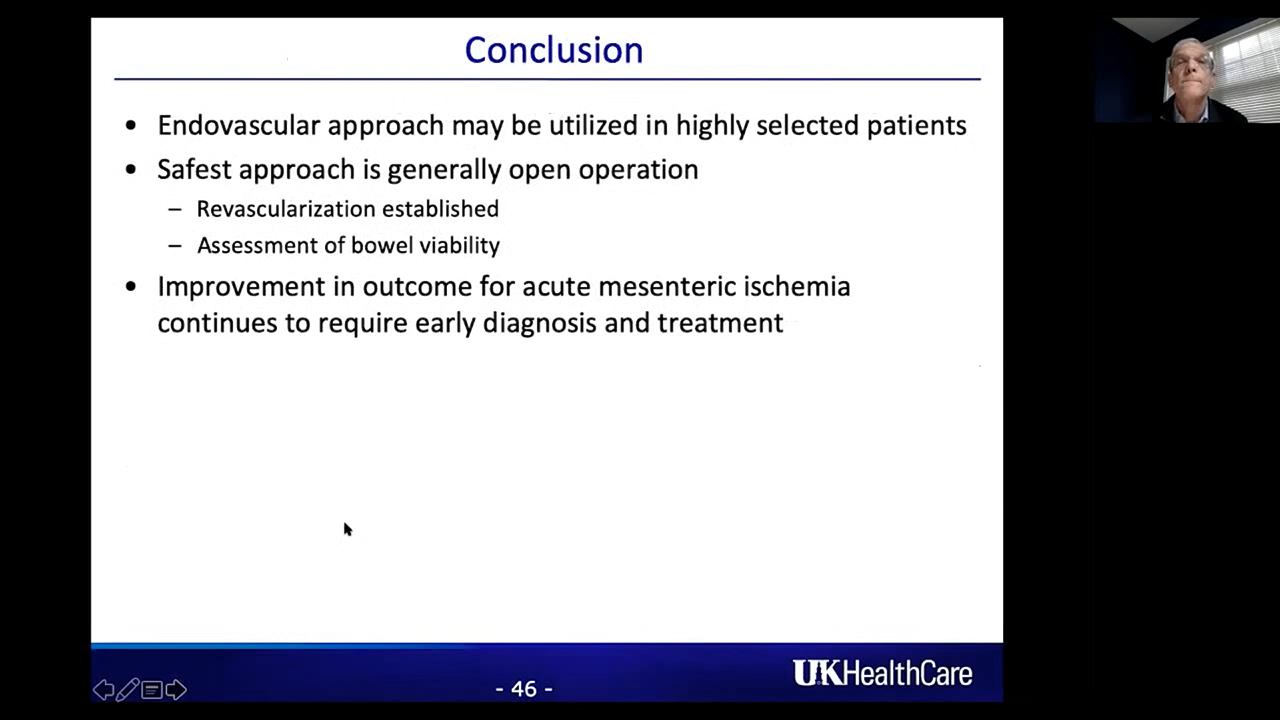 Conclusion
• Endovascular approach may be utilized in highly selected patients
• Safest approach is generally open operation
– Revascularization established
– Assessment of bowel viability
• Improvement in outcome for acute mesenteric ischemia
continues to require early diagnosis and treatment
- 46 -
UKHealthCare